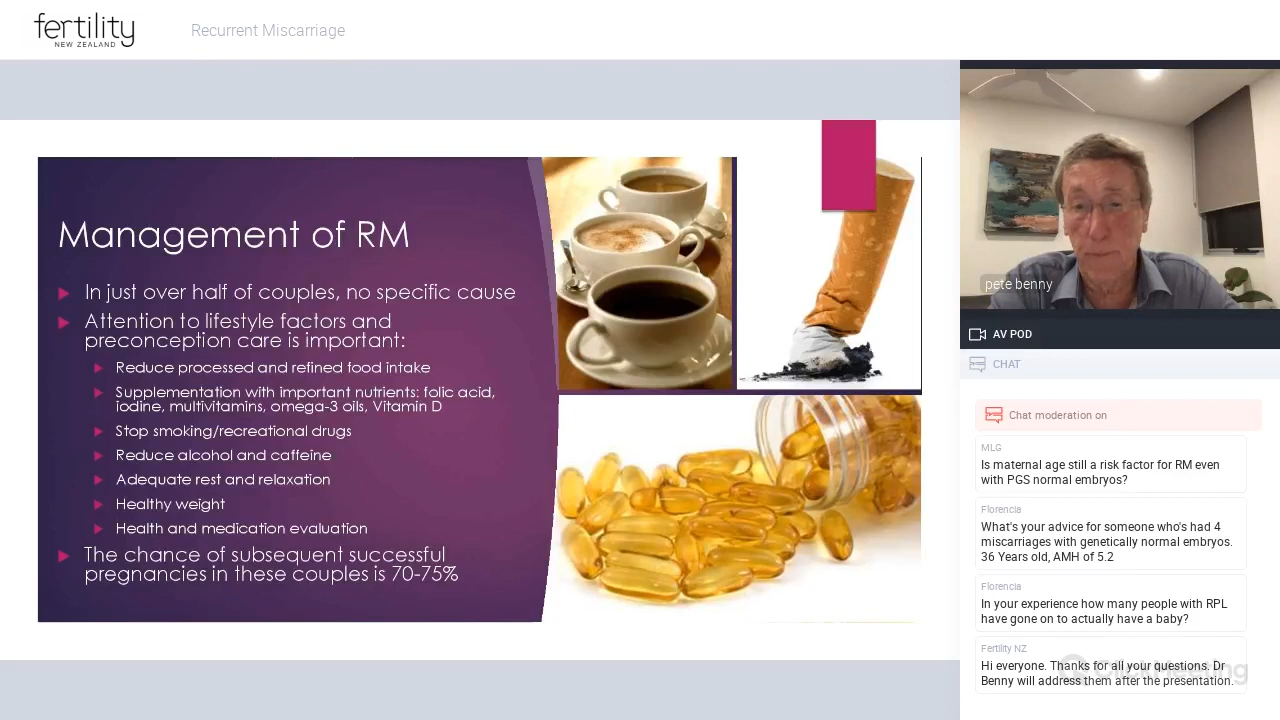 fertility
NEW ZEALAND
Recurrent Miscarriage
Management of RM
In just over half of couples, no specific cause
Attention to lifestyle factors and
preconception care is important:
Reduce processed and refined food intake
Supplementation with important nutrients: folic acid,
iodine, multivitamins, omega-3 oils, Vitamin D
Stop smoking/recreational drugs
Reduce alcohol and caffeine
Adequate rest and relaxation
Healthy weight
Health and medication evaluation
The chance of subsequent successful
pregnancies in these couples is 70-75%
pete benny
AV POD
CHAT
Chat moderation on
MLG
Is maternal age still a risk factor for RM even
with PGS normal embryos?
Florencia
What's your advice for someone who's had 4
miscarriages with genetically normal embryos.
36 Years old, AMH of 5.2
Florencia
In your experience how many people with RPL
have gone on to actually have a baby?
Fertility NZ
Hi everyone. Thanks for all your questions. Dr
Benny will address them after the presentation.
ClickMeeting